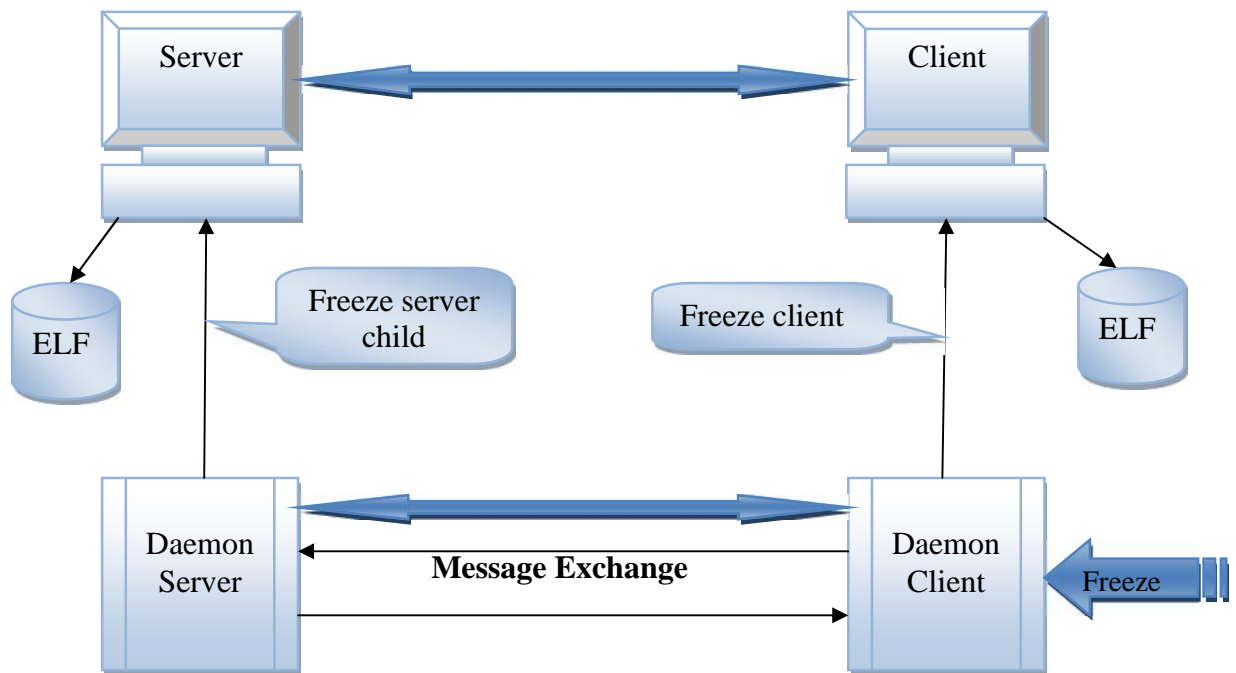 Server
Client
Freeze server
child
Freeze client
ELF
ELF
Daemon
Server
Message Exchange
Daemon
Client
Freeze